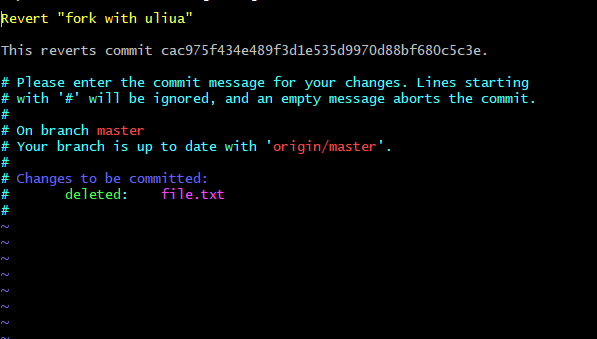 Revert "fork with uliua"
This reverts commit cac975f434e489f3d1e535d9970d88bf680c5c3e.
# Please enter the commit message for your changes. Lines starting
# with '#' will be ignored, and an empty message aborts the commit.
#
# On branch master
# Your branch is up to date with 'origin/master'.
#
# Changes to be committed:
#       deleted:    file.txt
#
~
~
~
~
~
~
~
~